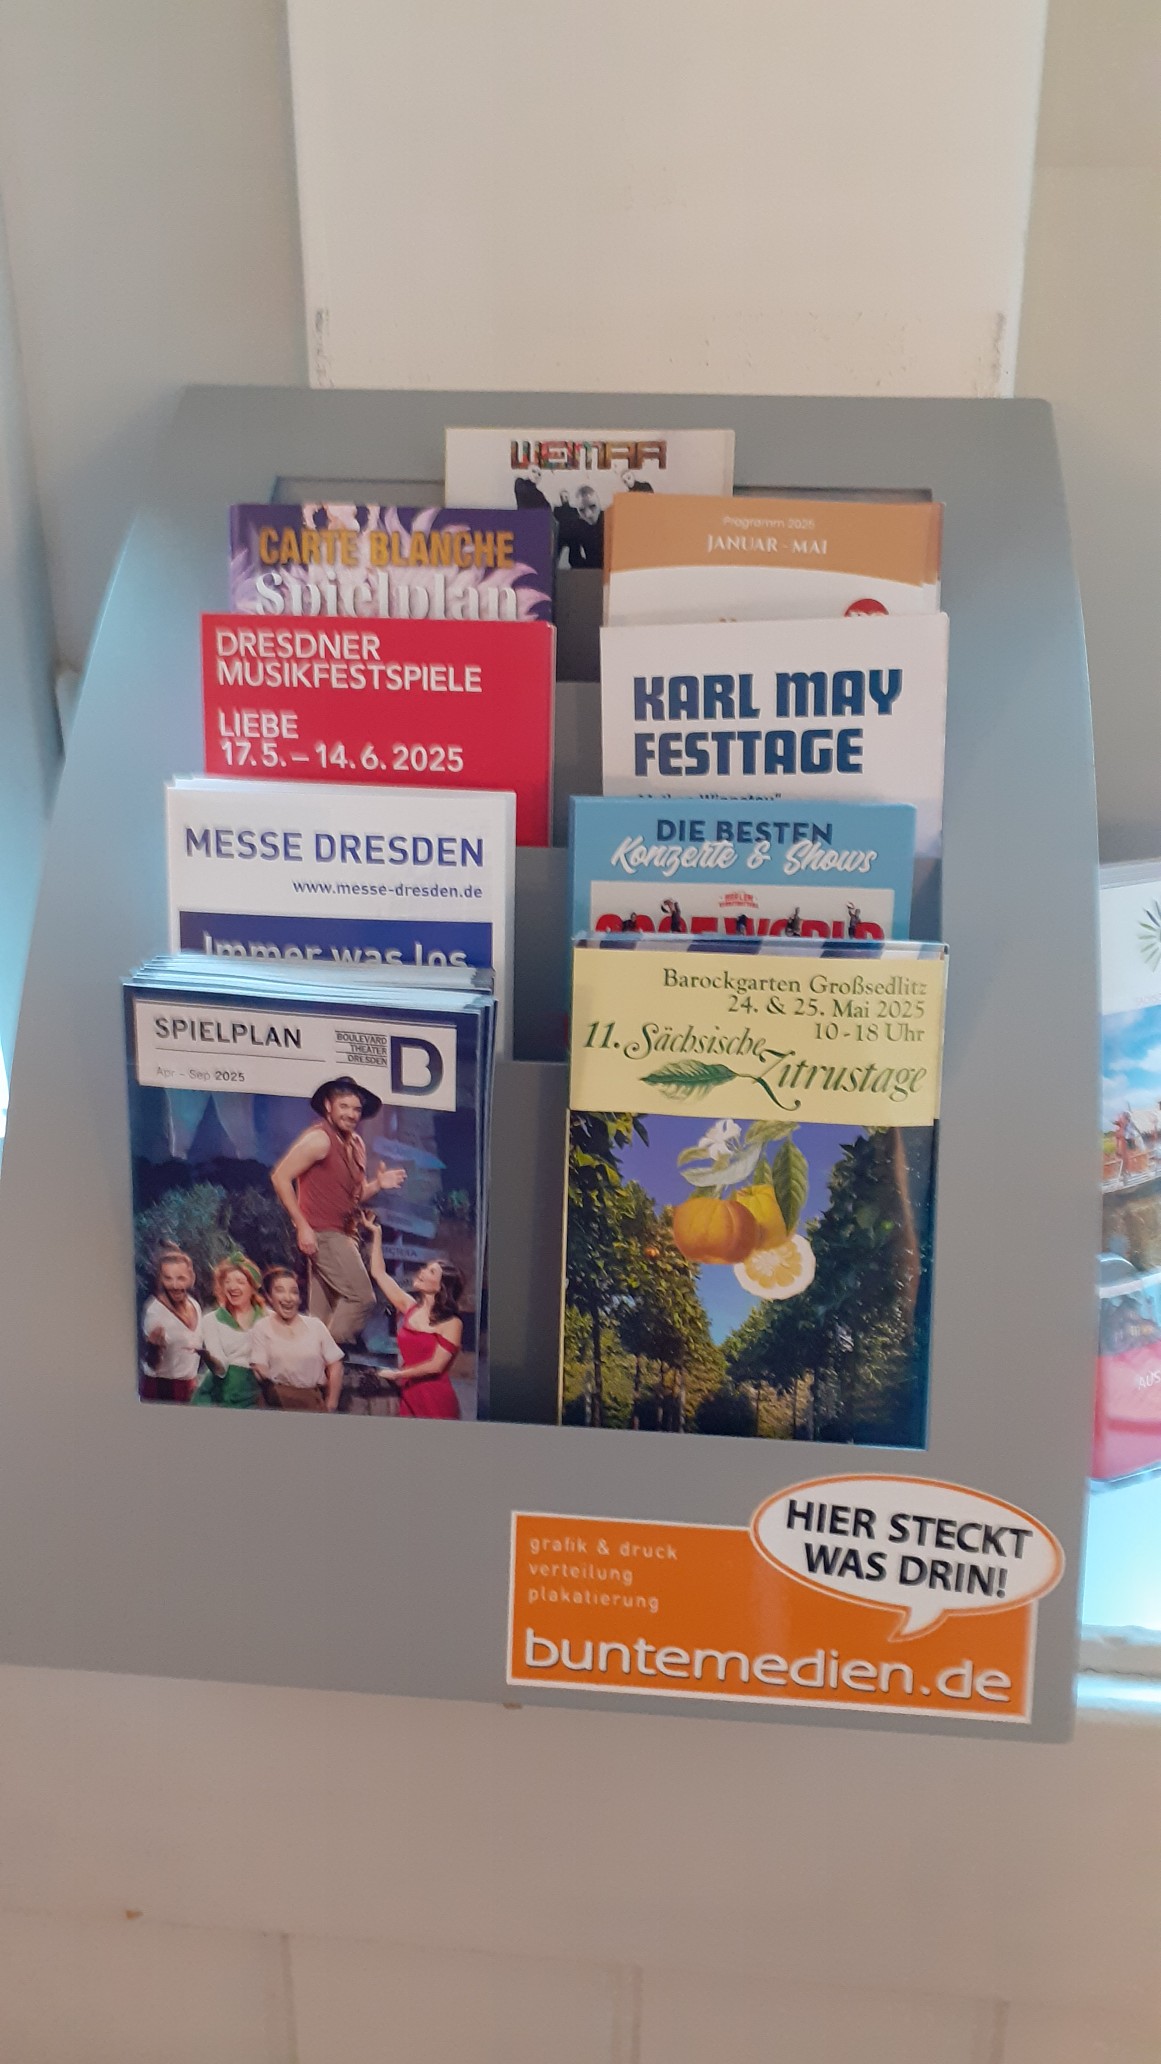 WEIMAR
CARTE BLANCHE
Spielplan
Programm 2025
JANUAR - MAI
DRESDNER
MUSIKFESTSPIELE
LIEBE
17.5. – 14.6.2025
KARL MAY
FESTTAGE
MESSE DRESDEN
www.messe-dresden.de
Immer was los
DIE BESTEN
Konzerte & Shows
SPIELPLAN
Apr – Sep 2025
BOULEVARD
THEATER
DRESDEN
B
Barockgarten Großsedlitz
24. & 25. Mai 2025
10-18 Uhr
11. Sächsische
Zitrustage
HIER STECKT
WAS DRIN!
grafik & druck
verteilung
plakatierung
buntemedien.de